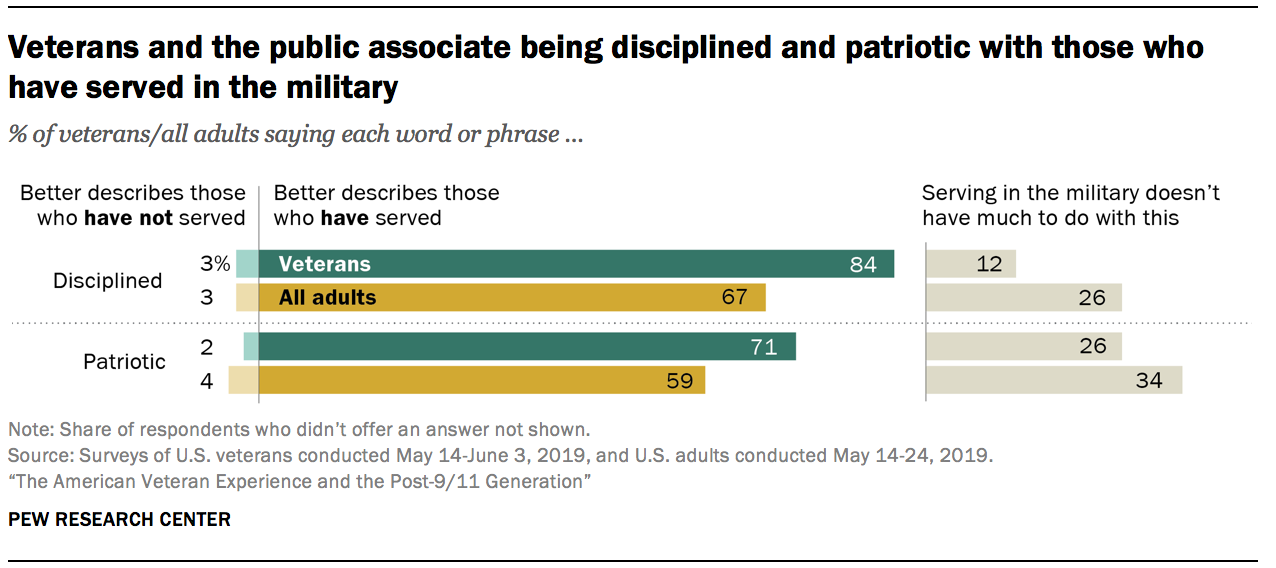 Veterans and the public associate being disciplined and patriotic with those who
have served in the military
% of veterans/all adults saying each word or phrase ...
Better describes those
who have not served
Better describes those
who have served
Serving in the military doesn’t
have much to do with this
Disciplined
3% Veterans 84 12
3 All adults 67 26
Patriotic
2 71 26
4 59 34
Note: Share of respondents who didn’t offer an answer not shown.
Source: Surveys of U.S. veterans conducted May 14-June 3, 2019, and U.S. adults conducted May 14-24, 2019.
“The American Veteran Experience and the Post-9/11 Generation”
PEW RESEARCH CENTER